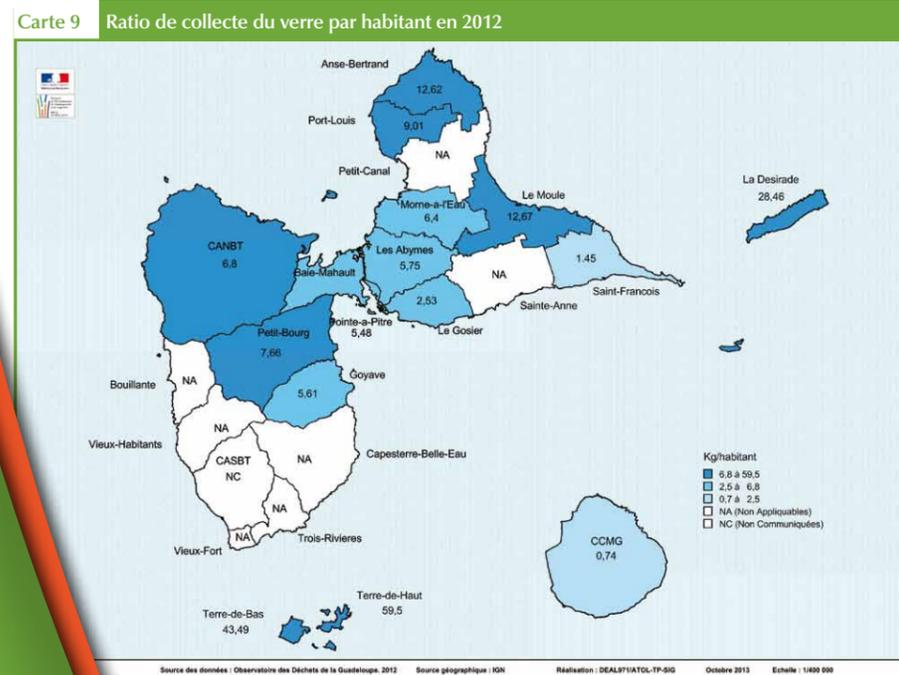 Carte 9 Ratio de collecte du verre par habitant en 2012
Anse-Bertrand
12,62
Port-Louis
9,01
NA
Petit-Canal
La Desirade
28,46
Le Moule
12,67
Morne-a-l'Eau
6,4
CANBT
6,8
Les Abymes
5,75
Baie-Mahault
NA
1.45
Saint-Francois
2,53
Sainte-Anne
Pointe-a-Pitre
5,48
Le Gosier
Petit-Bourg
7,66
Goyave
5,61
Bouillante
NA
NA
Vieux-Habitants
CASBT
NC
NA
Capesterre-Belle-Eau
NA
NA
Trois-Rivieres
Vieux-Fort
Kg/habitant
6,8 à 59,5
2,5 à 6,8
0,7 à 2,5
NA (Non Appliquables)
NC (Non Communiquées)
CCMG
0,74
Terre-de-Haut
59,5
Terre-de-Bas
43,49
Source des données : Observatoire des Déchets de la Guadeloupe. 2012 Source géographique : IGN Réalisation : DEAL971/ATOL-TP-SIG Octobre 2013 Echelle : 1/400 000